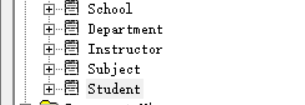 School
Department
Instructor
Subject
Student